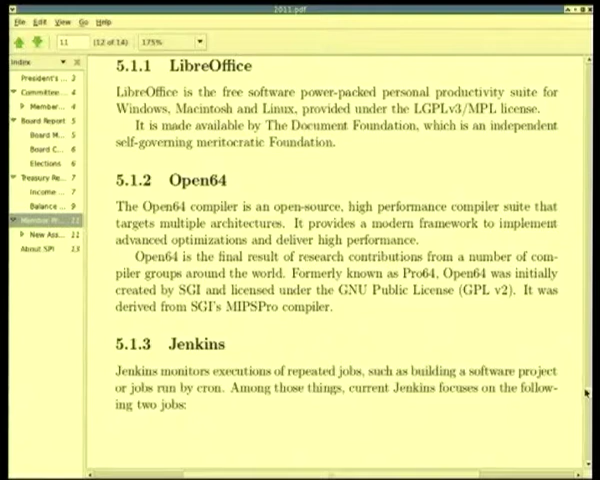 2011.pdf
File Edit View Go Help
11 (12 of 14) 175%
Index
President's ... 3
Committee... 4
Member... 4
Board Report 5
Board M... 5
Board C... 6
Elections 6
Treasury Re... 7
Income ... 7
Balance ... 9
Member Pr... 11
New Ass... 11
About SPI 13
5.1.1 LibreOffice
LibreOffice is the free software power-packed personal productivity suite for
Windows, Macintosh and Linux, provided under the LGPLv3/MPL license.
It is made available by The Document Foundation, which is an independent
self-governing meritocratic Foundation.
5.1.2 Open64
The Open64 compiler is an open-source, high performance compiler suite that
targets multiple architectures. It provides a modern framework to implement
advanced optimizations and deliver high performance.
Open64 is the final result of research contributions from a number of com-
piler groups around the world. Formerly known as Pro64, Open64 was initially
created by SGI and licensed under the GNU Public License (GPL v2). It was
derived from SGI's MIPSPro compiler.
5.1.3 Jenkins
Jenkins monitors executions of repeated jobs, such as building a software project
or jobs run by cron. Among those things, current Jenkins focuses on the follow-
ing two jobs: